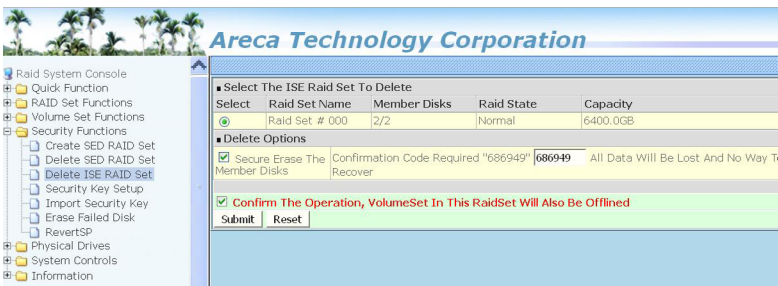 Areca Technology Corporation
Raid System Console
Quick Function
RAID Set Functions
Volume Set Functions
Security Functions
Create SED RAID Set
Delete SED RAID Set
Delete ISE RAID Set
Security Key Setup
Import Security Key
Erase Failed Disk
RevertSP
Physical Drives
System Controls
Information
Select The ISE Raid Set To Delete
Select Raid Set Name Member Disks Raid State Capacity
Raid Set # 000 2/2 Normal 6400.0GB
Delete Options
Secure Erase The Member Disks
Confirmation Code Required "686949" 686949 All Data Will Be Lost And No Way T
Recover
Confirm The Operation, VolumeSet In This RaidSet Will Also Be Offlined
Submit Reset